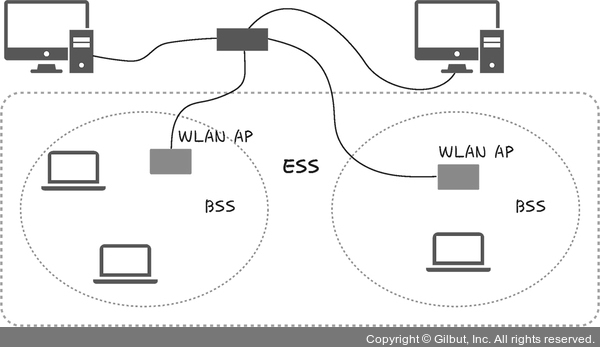 WLAN AP
ESS
WLAN AP
BSS
BSS
Copyright © Gilbut, Inc. All rights reserved.